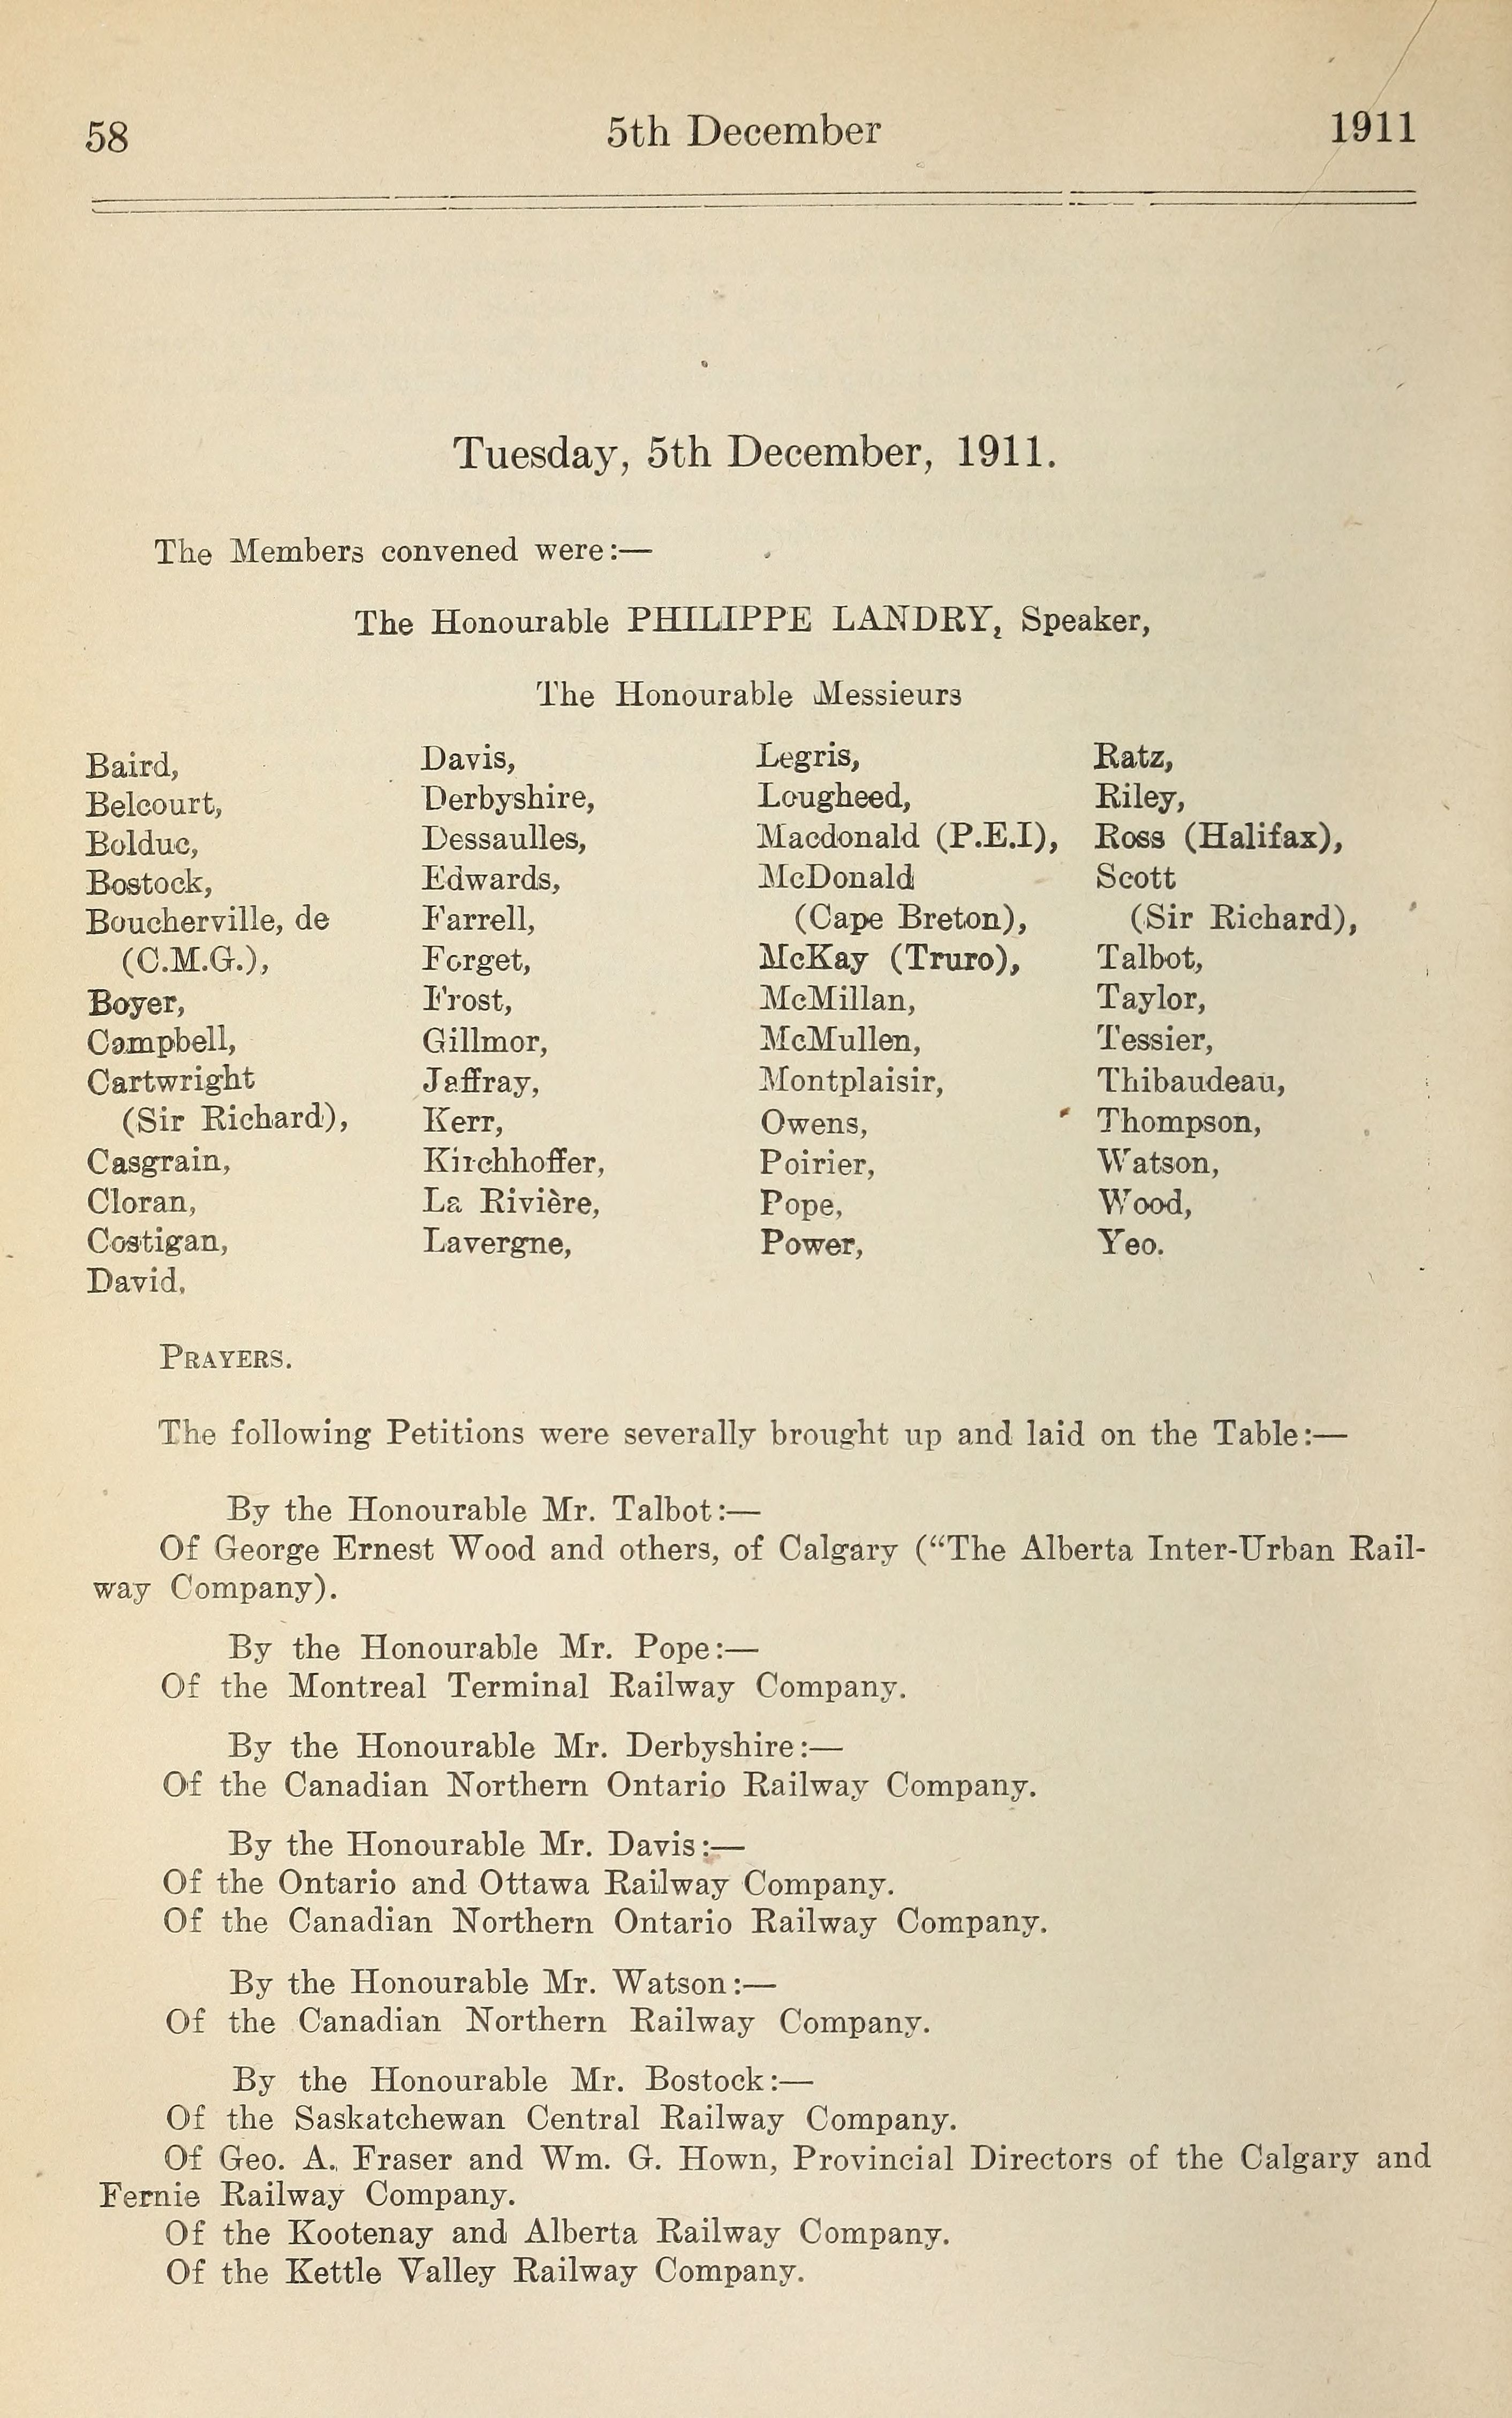 58 5th December 1911
Tuesday, 5th December, 1911.
The Members convened were:—
The Honourable PHILIPPE LANDRY, Speaker,
The Honourable Messieurs
Baird,
Belcourt,
Bolduc,
Bostock,
Boucherville, de
(C.M.G.),
Boyer,
Campbell,
Cartwright
(Sir Richard),
Casgrain,
Cloran,
Costigan,
David,
Davis,
Derbyshire,
Dessaulles,
Edwards,
Farrell,
Forget,
Frost,
Gillmor,
Jaffray,
Kerr,
Kirchhoffer,
La Rivière,
Lavergne,
Legris,
Lougheed,
Macdonald (P.E.I),
McDonald
(Cape Breton),
McKay (Truro),
McMillan,
McMullen,
Montplaisir,
Owens,
Poirier,
Pope,
Power,
Ratz,
Riley,
Ross (Halifax),
Scott
(Sir Richard),
Talbot,
Taylor,
Tessier,
Thibaudeau,
Thompson,
Watson,
Wood,
Yeo.
PRAYERS.
The following Petitions were severally brought up and laid on the Table:—
By the Honourable Mr. Talbot:—
Of George Ernest Wood and others, of Calgary (“The Alberta Inter-Urban Rail-
way Company).
By the Honourable Mr. Pope:—
Of the Montreal Terminal Railway Company.
By the Honourable Mr. Derbyshire:—
Of the Canadian Northern Ontario Railway Company.
By the Honourable Mr. Davis:—
Of the Ontario and Ottawa Railway Company.
Of the Canadian Northern Ontario Railway Company.
By the Honourable Mr. Watson:—
Of the Canadian Northern Railway Company.
By the Honourable Mr. Bostock:—
Of the Saskatchewan Central Railway Company.
Of Geo. A. Fraser and Wm. G. Hown, Provincial Directors of the Calgary and
Fernie Railway Company.
Of the Kootenay and Alberta Railway Company.
Of the Kettle Valley Railway Company.